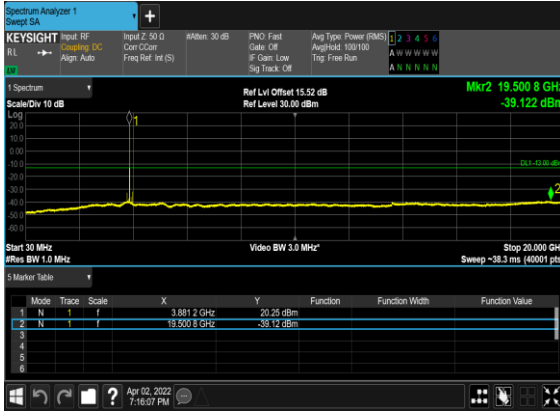 Spectrum Analyzer 1
Swept SA
+
KEYSIGHT Input: RF Input Z: 50 Ω #Atten: 30 dB PNO: Fast Avg Type: Power (RMS) 1 2 3 4 5 6
RL Coupling: DC Corr CCorr Gate: Off Avg|Hold: 100/100 A W W W W W
Align: Auto Freq Ref: Int (S) IF Gain: Low Trig: Free Run
Sig Track: Off A N N N N N
1 Spectrum Ref Lvl Offset 15.52 dB Mkr2 19.500 8 GHz
Scale/Div 10 dB Ref Level 30.00 dBm -39.122 dBm
Log
20.0 1
10.0
0.00
-10.0 DL1 -13.00 dBm
-20.0
-30.0 2
-40.0
-50.0
-60.0
Start 30 MHz Video BW 3.0 MHz* Stop 20.000 GHz
#Res BW 1.0 MHz Sweep ~38.3 ms (40001 pts)
5 Marker Table
Mode Trace Scale X Y Function Function Width Function Value
1 N 1 f 3.881 2 GHz 20.25 dBm
2 N 1 f 19.500 8 GHz -39.12 dBm
3
4
5
6
? Apr 02, 2022
7:16:07 PM